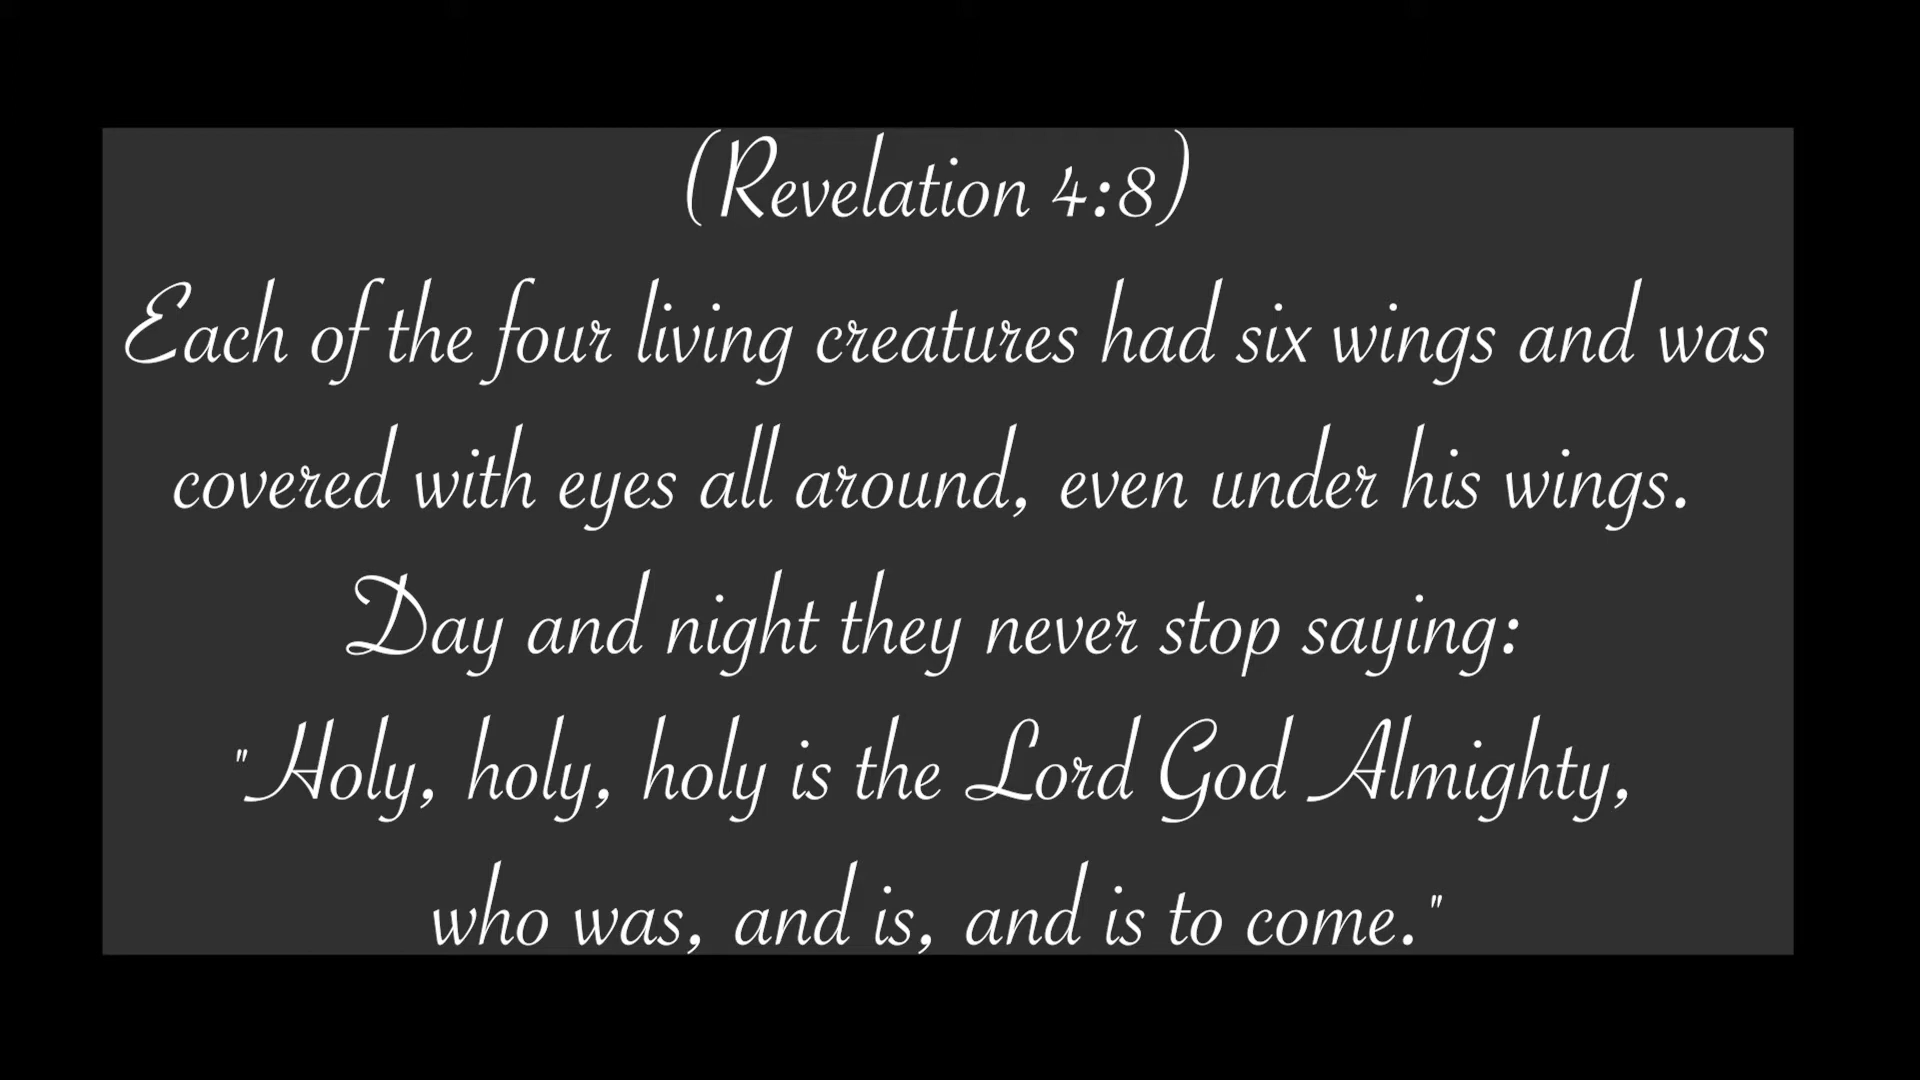 (Revelation 4:8)
Each of the four living creatures had six wings and was
covered with eyes all around, even under his wings.
Day and night they never stop saying:
"Holy, holy, holy is the Lord God Almighty,
who was, and is, and is to come."